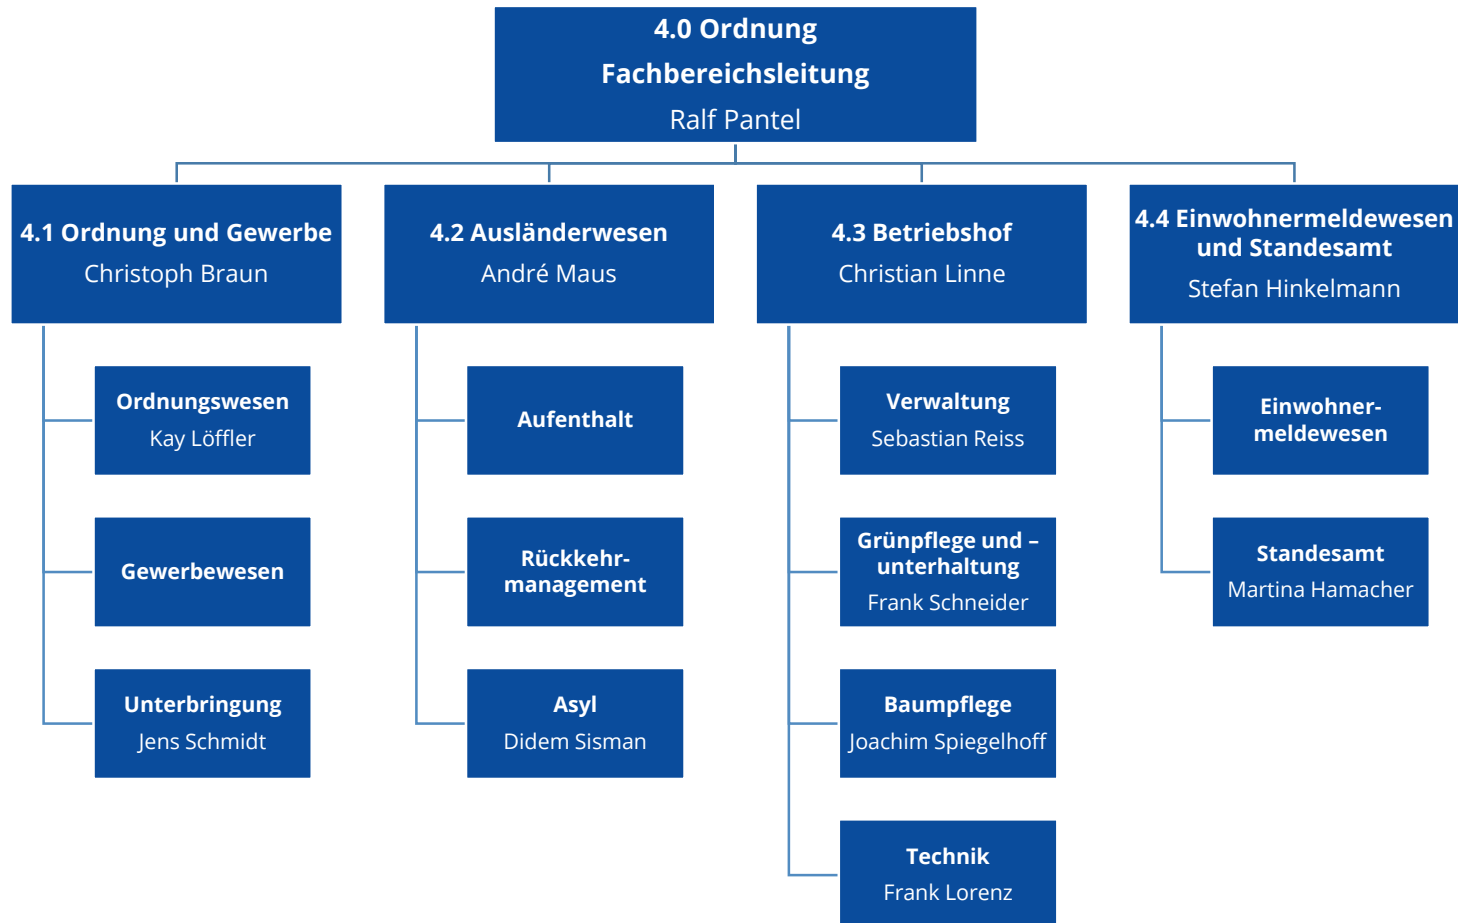 4.0 Ordnung
Fachbereichsleitung
Ralf Pantel
4.1 Ordnung und Gewerbe
Christoph Braun
Ordnungswesen
Kay Löffler
Gewerbewesen
Unterbringung
Jens Schmidt
4.2 Ausländerwesen
André Maus
Aufenthalt
Rückkehr-
management
Asyl
Didem Sisman
4.3 Betriebshof
Christian Linne
Verwaltung
Sebastian Reiss
Grünpflege und –
unterhaltung
Frank Schneider
Baumpflege
Joachim Spiegelhoff
Technik
Frank Lorenz
4.4 Einwohnermeldewesen
und Standesamt
Stefan Hinkelmann
Einwohner-
meldewesen
Standesamt
Martina Hamacher